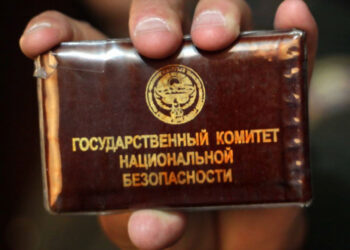 ГОСУДАРСТВЕННЫЙ КОМИТЕТ
НАЦИОНАЛЬНОЙ
БЕЗОПАСНОСТИ